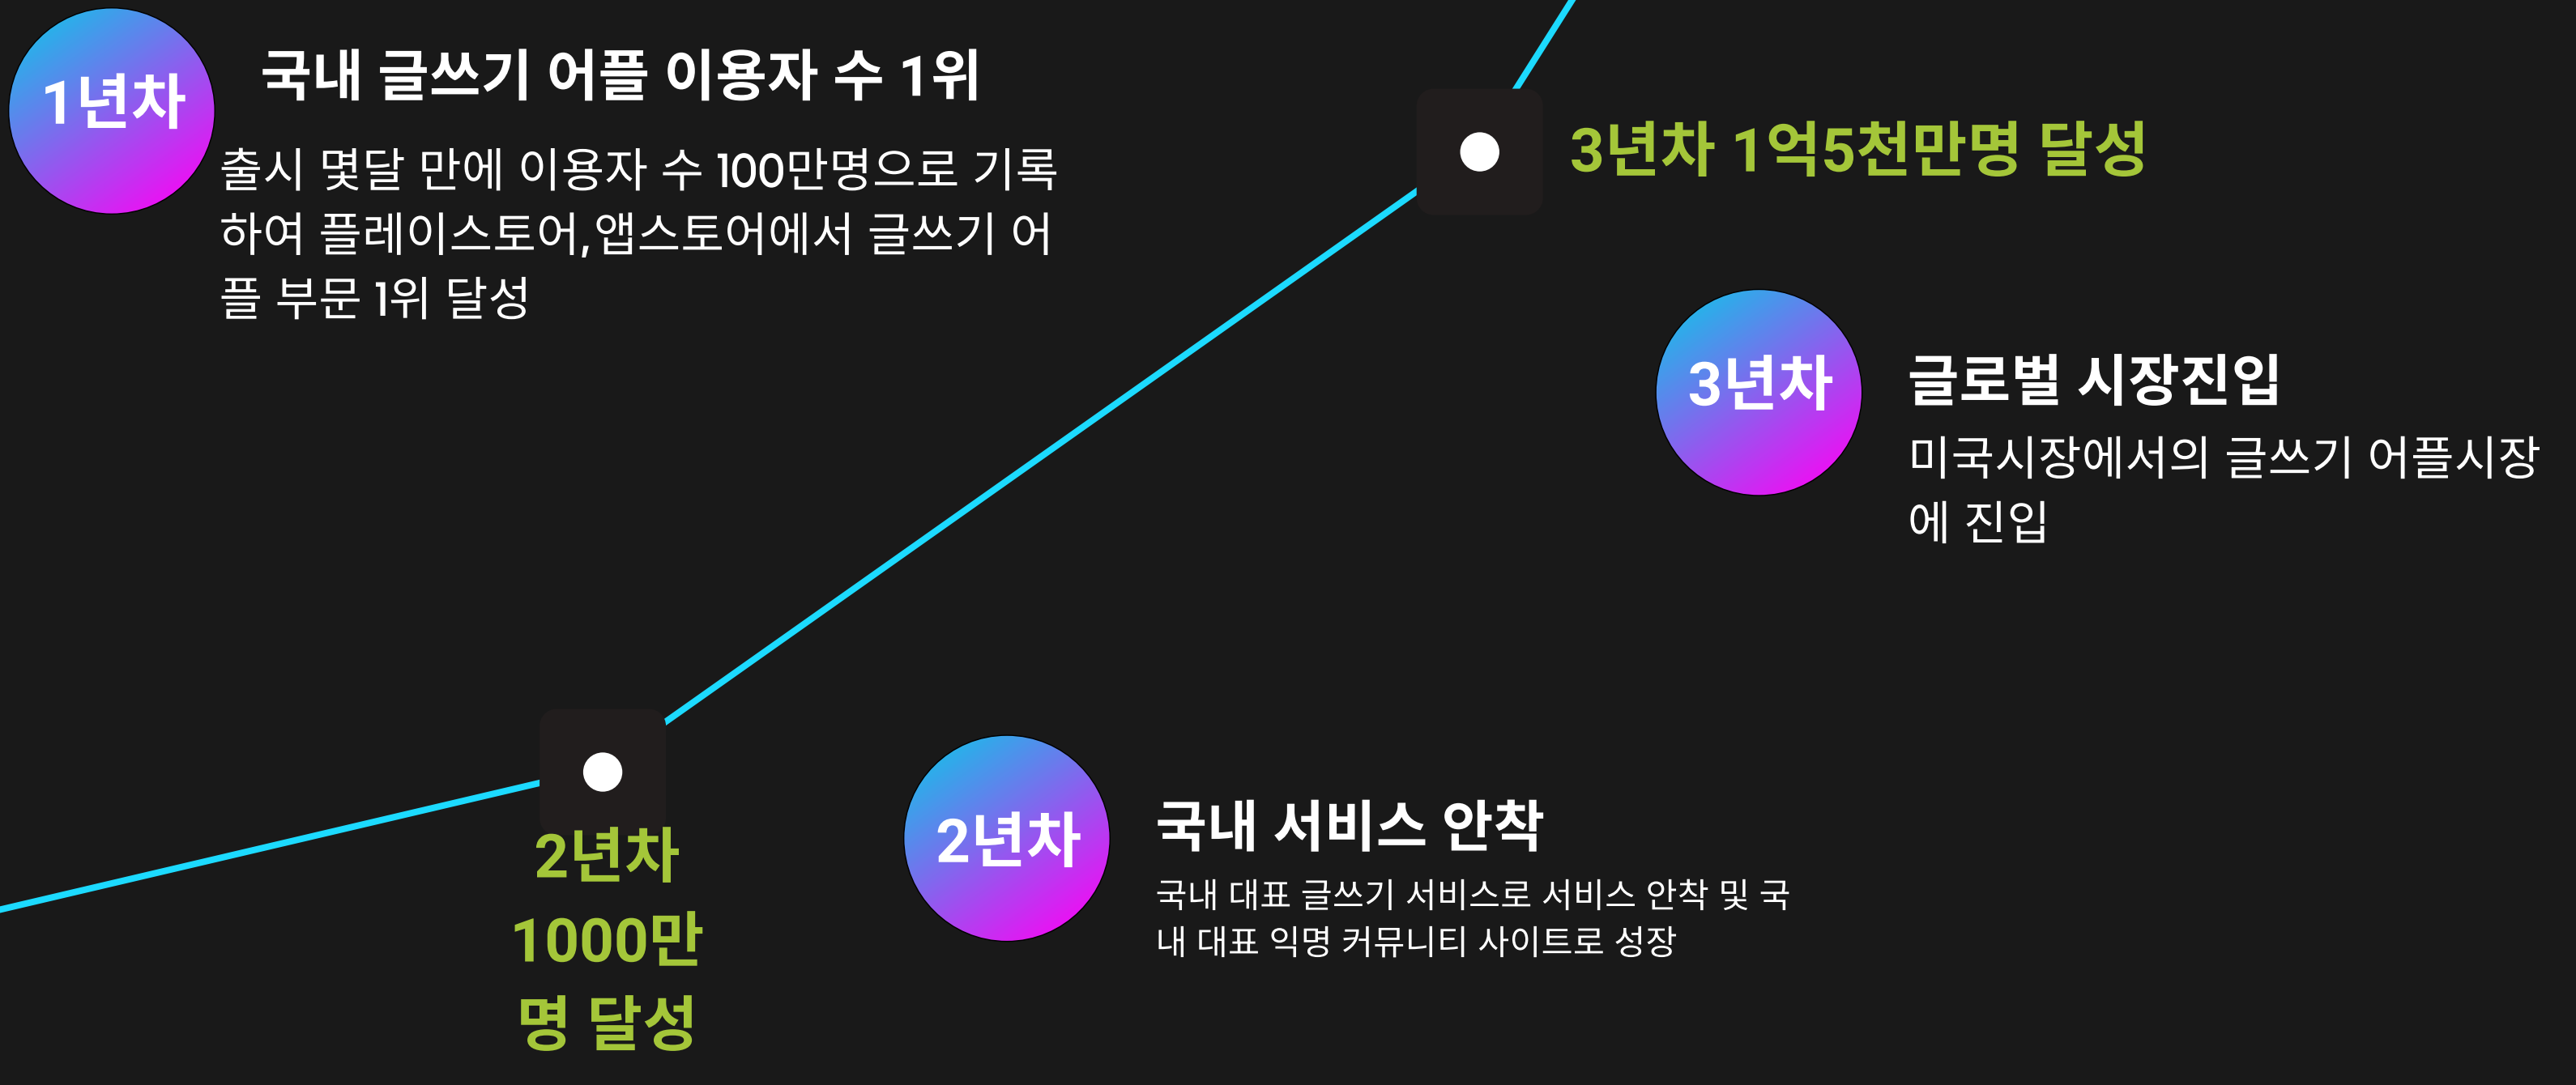 1년차
국내 글쓰기 어플 이용자 수 1위
출시 몇달 만에 이용자 수 100만명으로 기록
하여 플레이스토어,앱스토어에서 글쓰기 어
플 부문 1위 달성
3년차 1억5천만명 달성
3년차
글로벌 시장진입
미국시장에서의 글쓰기 어플시장
에 진입
2년차
1000만
명 달성
2년차
국내 서비스 안착
국내 대표 글쓰기 서비스로 서비스 안착 및 국
내 대표 익명 커뮤니티 사이트로 성장